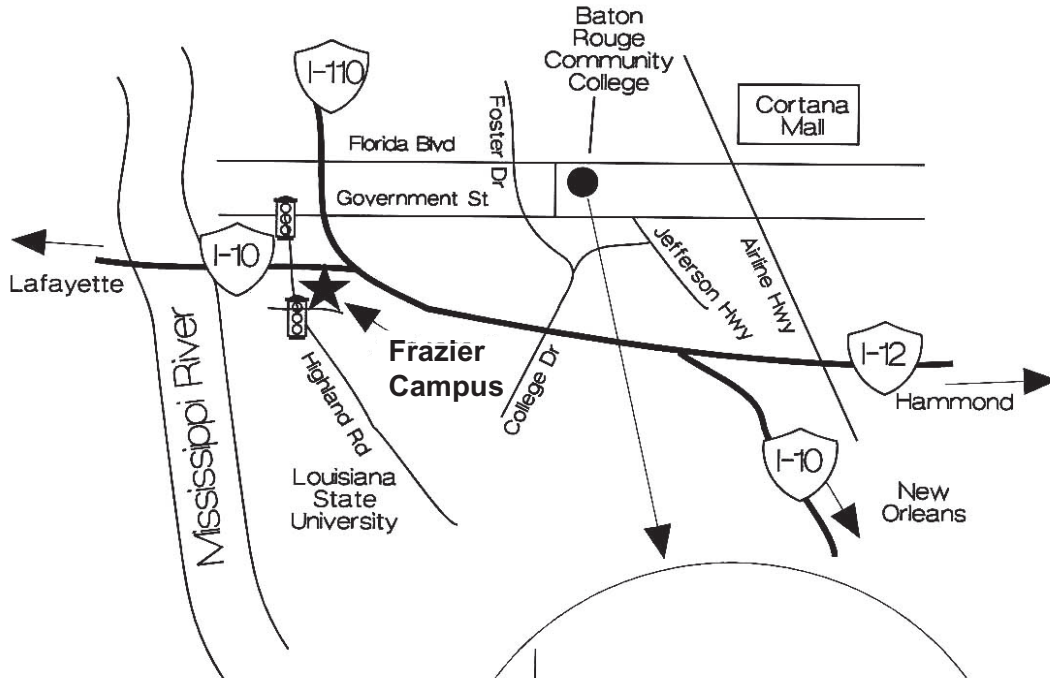 Baton
Rouge
Community
College
I-110
Foster Dr
Cortana
Mall
Florida Blvd
Government St
I-10
Lafayette
Jefferson Hwy
Airline Hwy
Mississippi River
Frazier
Campus
College Dr
I-12
Hammond
Highland Rd
I-10
Louisiana
State
University
New
Orleans